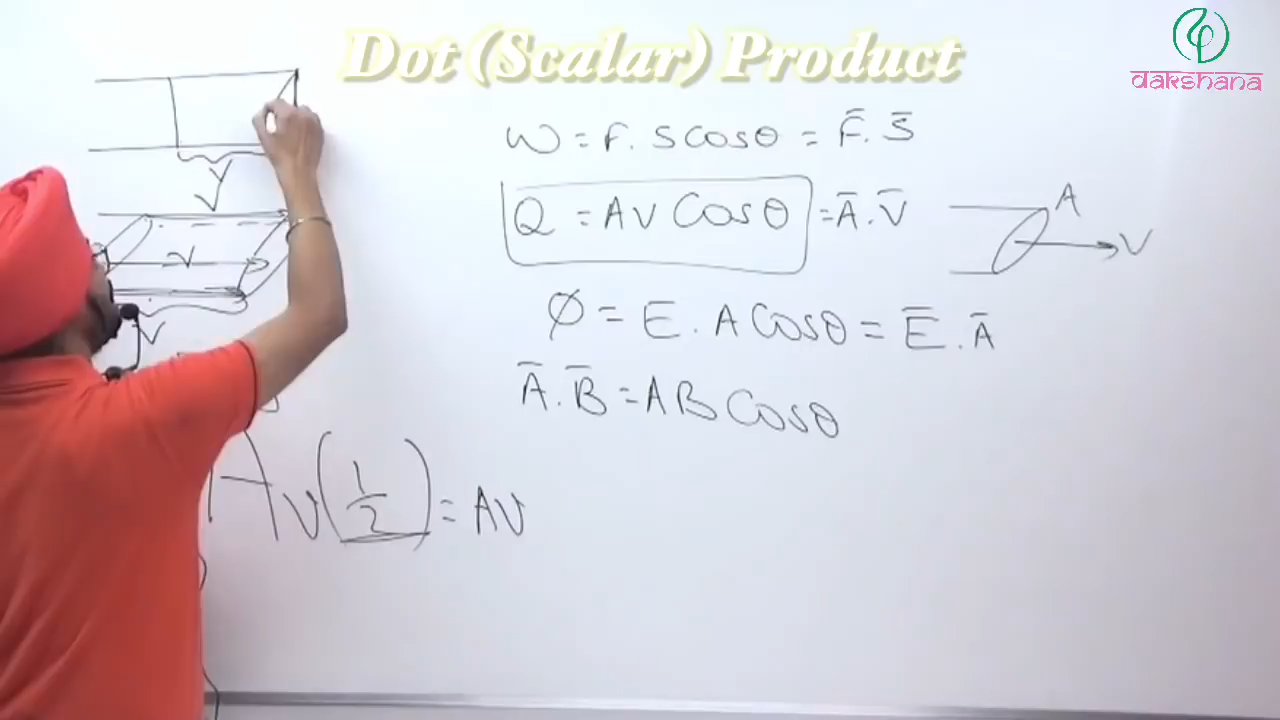 Dot (Scalar) Product
dakshana
W = F. S Cosθ = F̄. S̄
Q = AV Cosθ = Ā. V̄
A
V
V
V
V
ϕ = E. A Cosθ = Ē. Ā
Ā. B̄ = AB Cosθ
AV(1/2) = AV